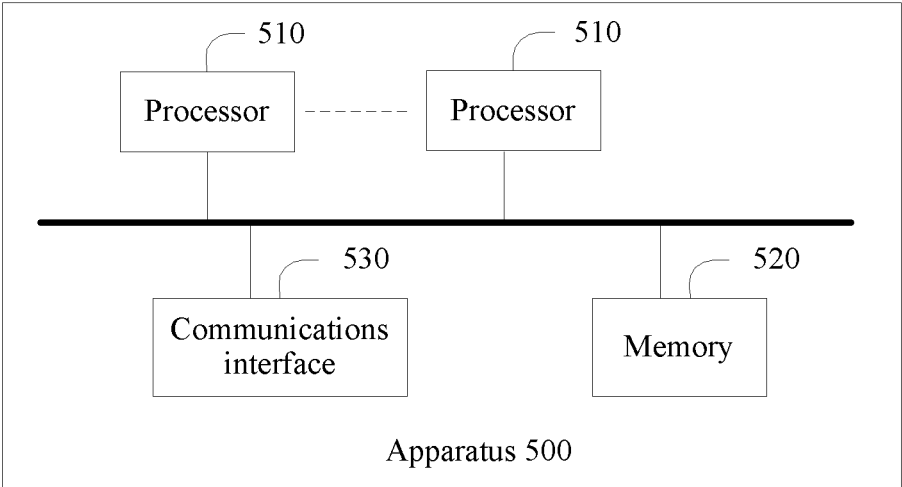 510
510
Processor
Processor
530
520
Communications
interface
Memory
Apparatus 500